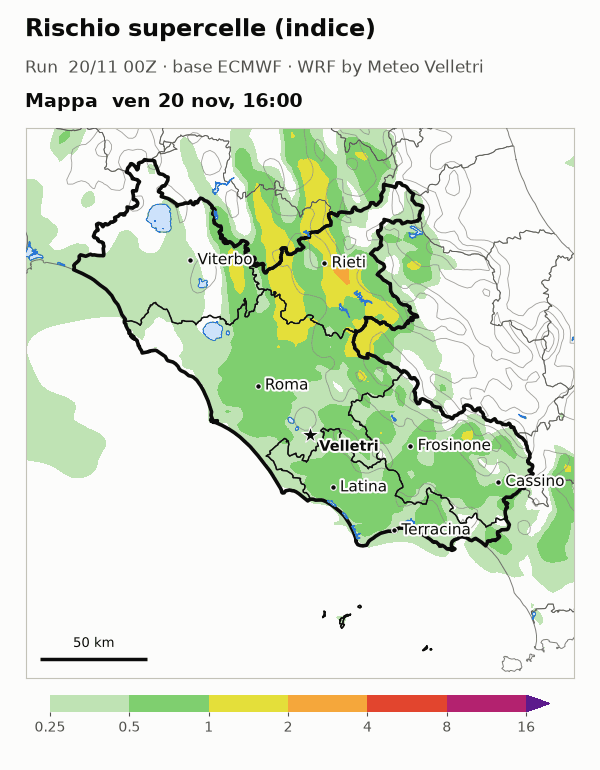 Rischio supercelle (indice)
Run  20/11 00Z · base ECMWF · WRF by Meteo Velletri
Mappa  ven 20 nov, 16:00
Viterbo
Rieti
Roma
Velletri
Frosinone
Cassino
Latina
Terracina
50 km
0.25 0.5 1 2 4 8 16